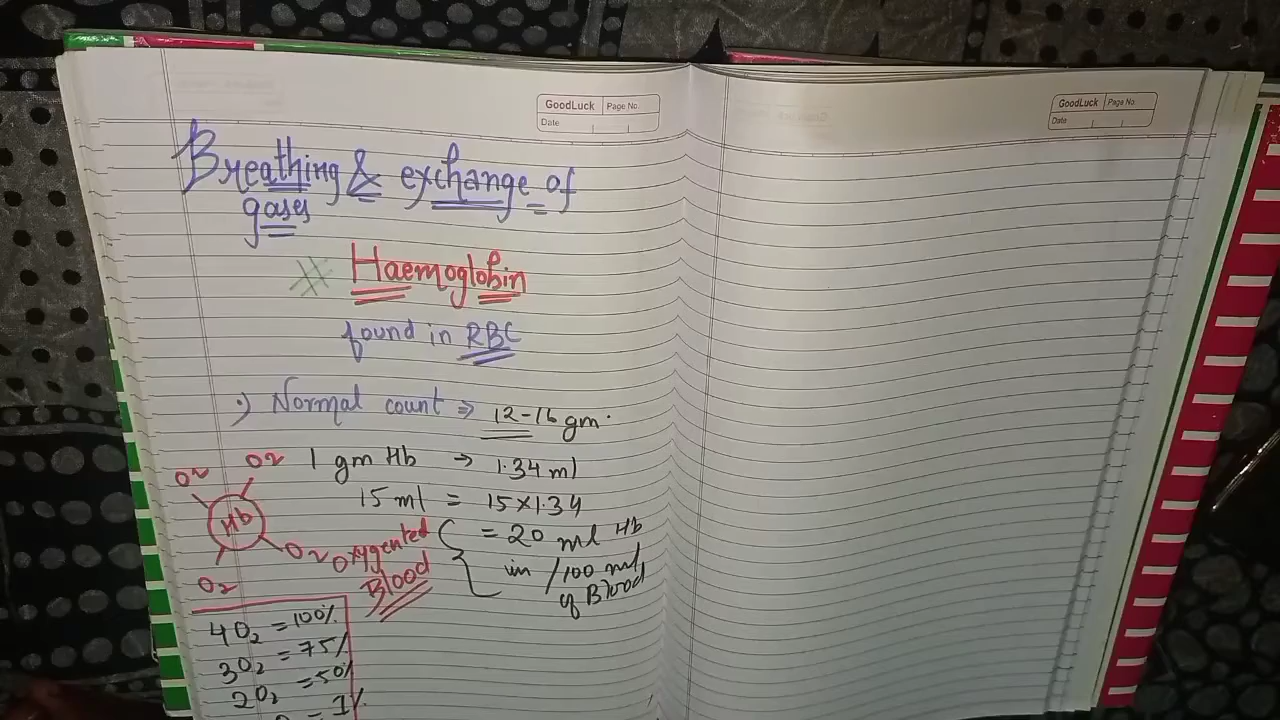 GoodLuck Page No.
Date
GoodLuck Page No.
Date
Breathing & exchange of
gases
# Haemoglobin
found in RBC
Normal count ⇒ 12-16 gm.
1 gm Hb → 1.34 ml
15 ml = 15×1.34
= 20 ml Hb
in /100 ml
of Blood
O2 O2
Hb
O2
O2
Oxygented
Blood
4O2 = 100%
3O2 = 75%
2O2 = 50%